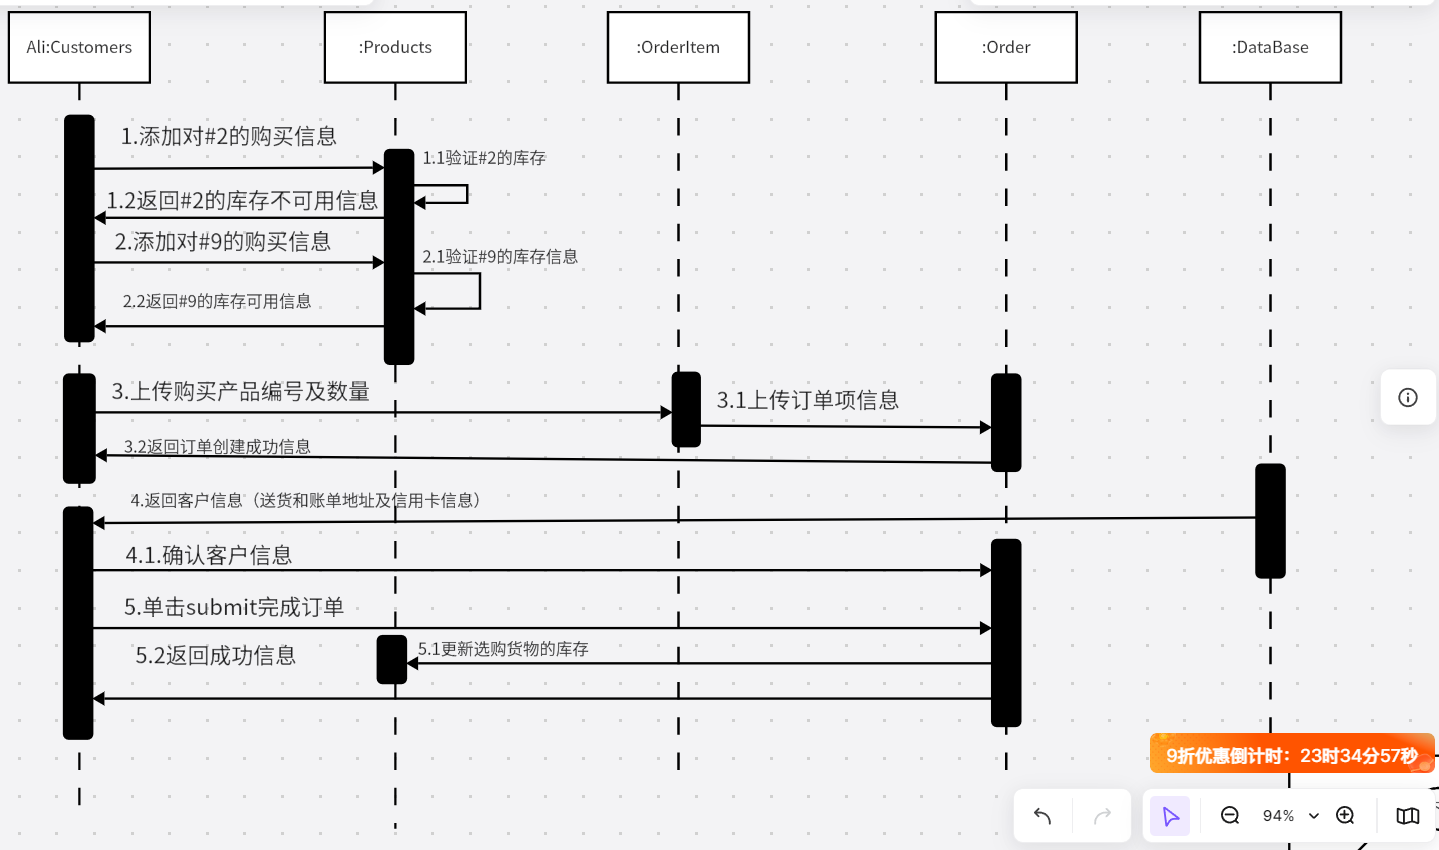 Ali:Customers
:Products
:OrderItem
:Order
:DataBase
1.添加对#2的购买信息
1.1验证#2的库存
1.2返回#2的库存不可用信息
2.添加对#9的购买信息
2.1验证#9的库存信息
2.2返回#9的库存可用信息
3.上传购买产品编号及数量
3.1上传订单项信息
3.2返回订单创建成功信息
4.返回客户信息（送货和账单地址及信用卡信息）
4.1.确认客户信息
5.单击submit完成订单
5.1更新选购货物的库存
5.2返回成功信息
9折优惠倒计时：23时34分57秒
94%